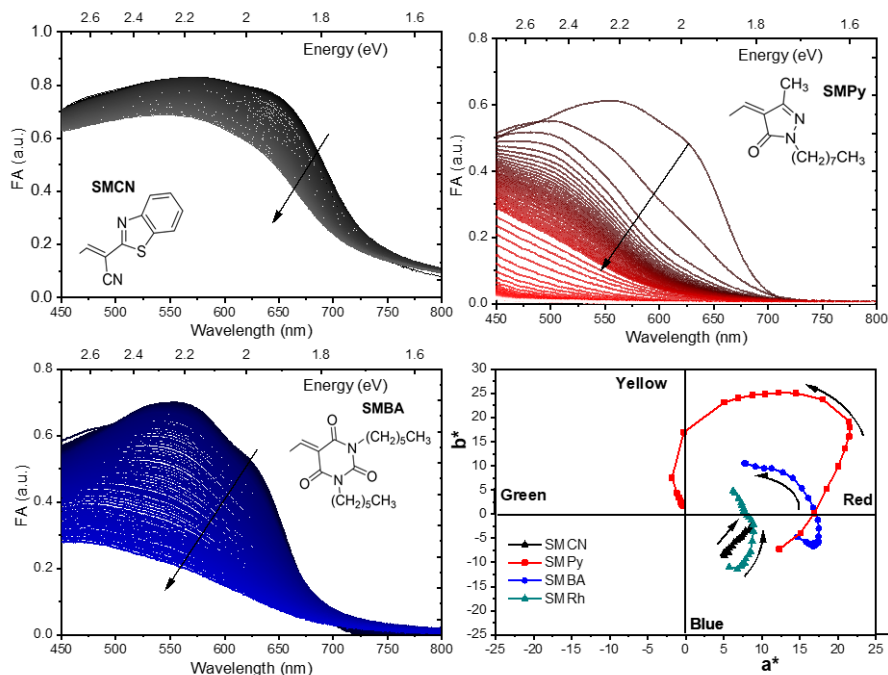 2.6 2.4 2.2 2 1.8 1.6
Energy (eV)
1.0
0.8
0.6
0.4
0.2
0.0
FA (a.u.)
SMCN
N
S
CN
450 500 550 600 650 700 750 800
Wavelength (nm)
2.6 2.4 2.2 2 1.8 1.6
Energy (eV)
0.8
0.6
0.4
0.2
0.0
FA (a.u.)
SMPy
CH3
N
N
O
(CH2)7CH3
450 500 550 600 650 700 750 800
Wavelength (nm)
2.6 2.4 2.2 2 1.8 1.6
Energy (eV)
0.8
0.6
0.4
0.2
0.0
FA (a.u.)
SMBA
O
(CH2)5CH3
N
O
N
O
(CH2)5CH3
450 500 550 600 650 700 750 800
Wavelength (nm)
30
25
20
15
10
5
0
-5
-10
-15
-20
-25
b*
Yellow
Green
Red
Blue
SMCN
SMPy
SMBA
SMRh
-25 -20 -15 -10 -5 0 5 10 15 20 25
a*